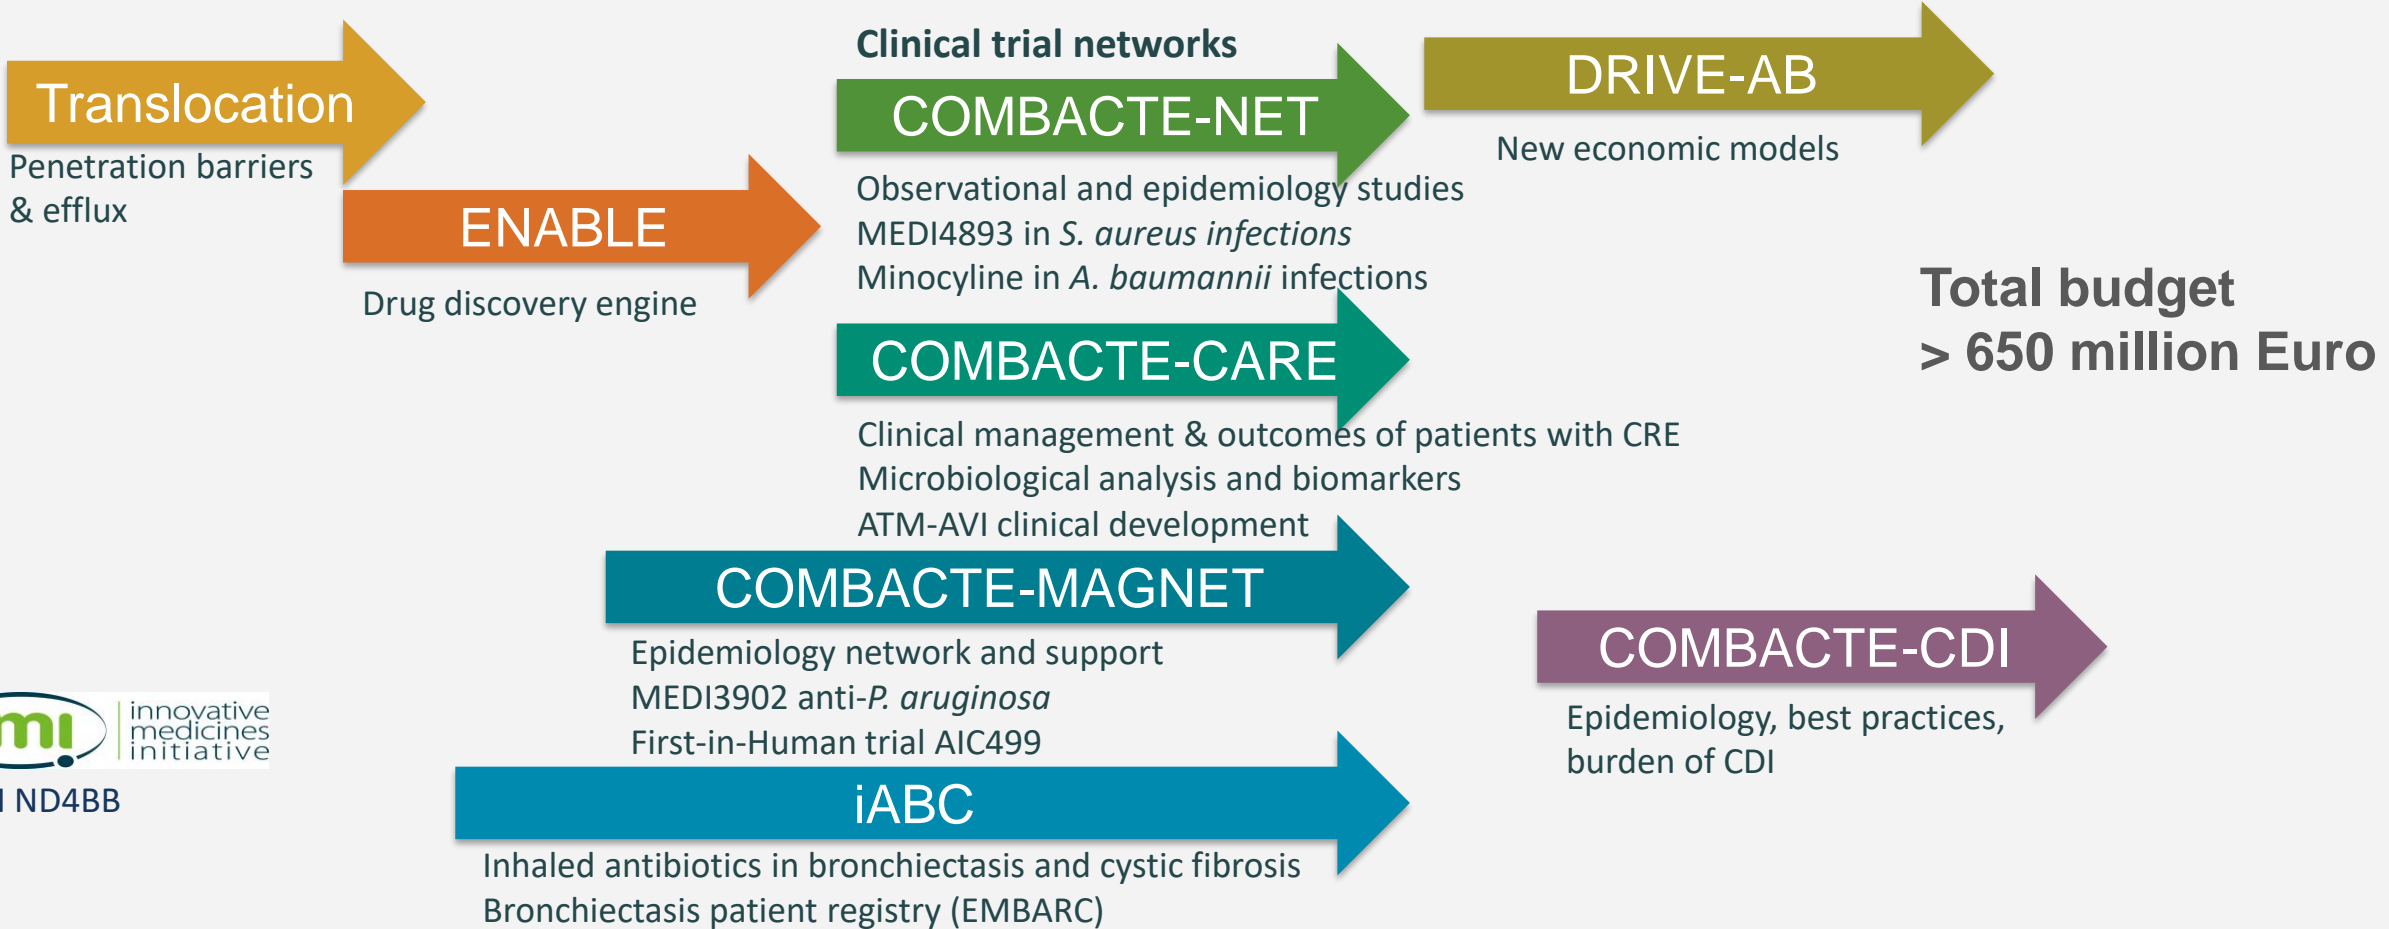 Translocation
Penetration barriers
& efflux
ENABLE
Drug discovery engine
Clinical trial networks
COMBACTE-NET
Observational and epidemiology studies
MEDI4893 in S. aureus infections
Minocyline in A. baumannii infections
COMBACTE-CARE
Clinical management & outcomes of patients with CRE
Microbiological analysis and biomarkers
ATM-AVI clinical development
COMBACTE-MAGNET
Epidemiology network and support
MEDI3902 anti-P. aruginosa
First-in-Human trial AIC499
iABC
Inhaled antibiotics in bronchiectasis and cystic fibrosis
Bronchiectasis patient registry (EMBARC)
DRIVE-AB
New economic models
Total budget
> 650 million Euro
COMBACTE-CDI
Epidemiology, best practices,
burden of CDI
innovative
medicines
initiative
ND4BB